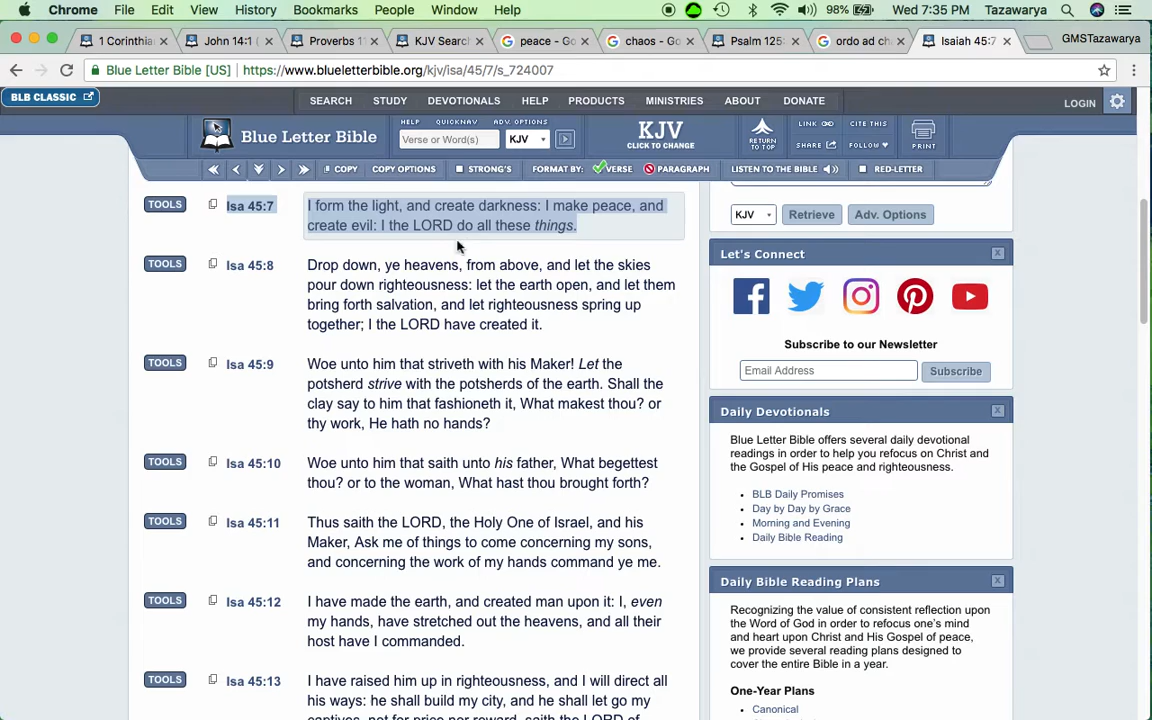 Chrome File Edit View History Bookmarks People Window Help 98% Wed 7:35 PM Tazawarya
1 Corinthian John 14:1 ( Proverbs 1 KJV Search peace - Go chaos - Go Psalm 125: ordo ad ch Isaiah 45:7 GMSTazawarya
Blue Letter Bible [US] https://www.blueletterbible.org/kjv/isa/45/7/s_724007
BLB CLASSIC SEARCH STUDY DEVOTIONALS HELP PRODUCTS MINISTRIES ABOUT DONATE LOGIN
Blue Letter Bible
HELP QUICKNAV ADV. OPTIONS
Verse or Word(s) KJV
KJV
CLICK TO CHANGE
RETURN
TO TOP
LINK CITE THIS
SHARE FOLLOW
PRINT
COPY COPY OPTIONS STRONG'S FORMAT BY: VERSE PARAGRAPH LISTEN TO THE BIBLE RED-LETTER
TOOLS Isa 45:7 I form the light, and create darkness: I make peace, and
create evil: I the LORD do all these things.
TOOLS Isa 45:8 Drop down, ye heavens, from above, and let the skies
pour down righteousness: let the earth open, and let them
bring forth salvation, and let righteousness spring up
together; I the LORD have created it.
TOOLS Isa 45:9 Woe unto him that striveth with his Maker! Let the
potsherd strive with the potsherds of the earth. Shall the
clay say to him that fashioneth it, What makest thou? or
thy work, He hath no hands?
TOOLS Isa 45:10 Woe unto him that saith unto his father, What begettest
thou? or to the woman, What hast thou brought forth?
TOOLS Isa 45:11 Thus saith the LORD, the Holy One of Israel, and his
Maker, Ask me of things to come concerning my sons,
and concerning the work of my hands command ye me.
TOOLS Isa 45:12 I have made the earth, and created man upon it: I, even
my hands, have stretched out the heavens, and all their
host have I commanded.
TOOLS Isa 45:13 I have raised him up in righteousness, and I will direct all
his ways: he shall build my city, and he shall let go my
captives, not for price nor reward, saith the LORD of
KJV Retrieve Adv. Options
Let's Connect
Subscribe to our Newsletter
Email Address Subscribe
Daily Devotionals
Blue Letter Bible offers several daily devotional
readings in order to help you refocus on Christ and
the Gospel of His peace and righteousness.
BLB Daily Promises
Day by Day by Grace
Morning and Evening
Daily Bible Reading
Daily Bible Reading Plans
Recognizing the value of consistent reflection upon
the Word of God in order to refocus one's mind
and heart upon Christ and His Gospel of peace,
we provide several reading plans designed to
cover the entire Bible in a year.
One-Year Plans
Canonical